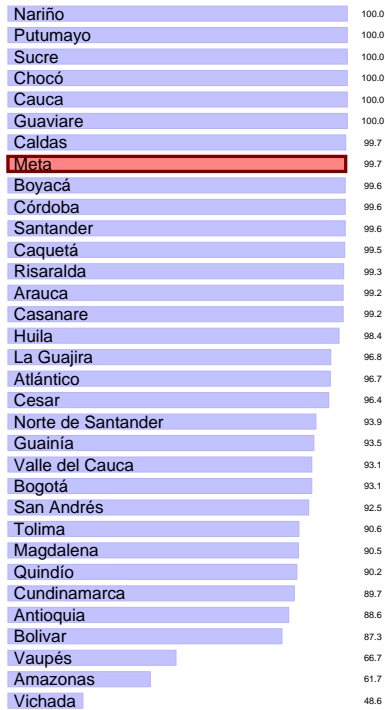 Nariño 100.0
Putumayo 100.0
Sucre 100.0
Chocó 100.0
Cauca 100.0
Guaviare 100.0
Caldas 99.7
Meta 99.7
Boyacá 99.6
Córdoba 99.6
Santander 99.6
Caquetá 99.5
Risaralda 99.3
Arauca 99.2
Casanare 99.2
Huila 98.4
La Guajira 96.8
Atlántico 96.7
Cesar 96.4
Norte de Santander 93.9
Guainía 93.5
Valle del Cauca 93.1
Bogotá 93.1
San Andrés 92.5
Tolima 90.6
Magdalena 90.5
Quindío 90.2
Cundinamarca 89.7
Antioquia 88.6
Bolivar 87.3
Vaupés 66.7
Amazonas 61.7
Vichada 48.6